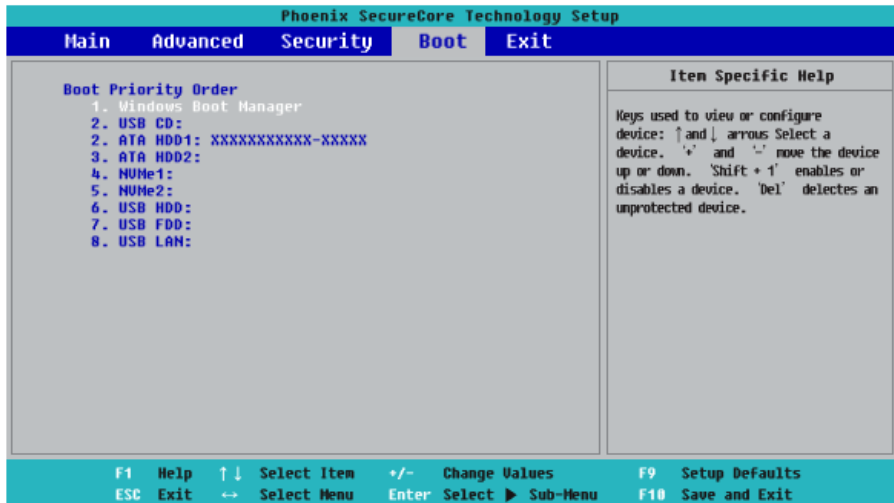 Phoenix SecureCore Technology Setup
Main Advanced Security Boot Exit
Boot Priority Order
1. Windows Boot Manager
2. USB CD:
2. ATA HDD1: XXXXXXXXXXX-XXXXX
3. ATA HDD2:
4. NVMe1:
5. NVMe2:
6. USB HDD:
7. USB FDD:
8. USB LAN:
Item Specific Help
Keys used to view or configure
device: ↑and↓ arrous Select a
device. '+' and '-' move the device
up or down. 'Shift + 1' enables or
disables a device. 'Del' delectes an
unprotected device.
F1 Help ↑↓ Select Item +/- Change Values F9 Setup Defaults
ESC Exit ↔ Select Menu Enter Select ▶ Sub-Menu F10 Save and Exit